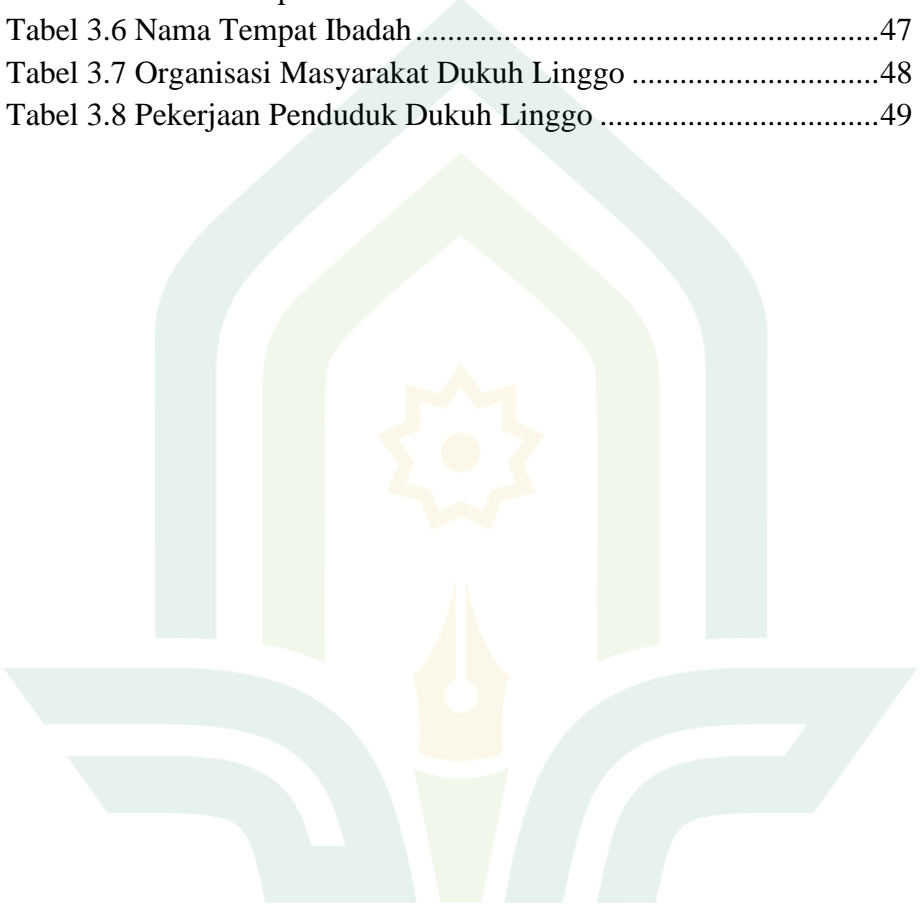 Tabel 3.6 Nama Tempat Ibadah..........................................................47
Tabel 3.7 Organisasi Masyarakat Dukuh Linggo ...............................48
Tabel 3.8 Pekerjaan Penduduk Dukuh Linggo ...................................49